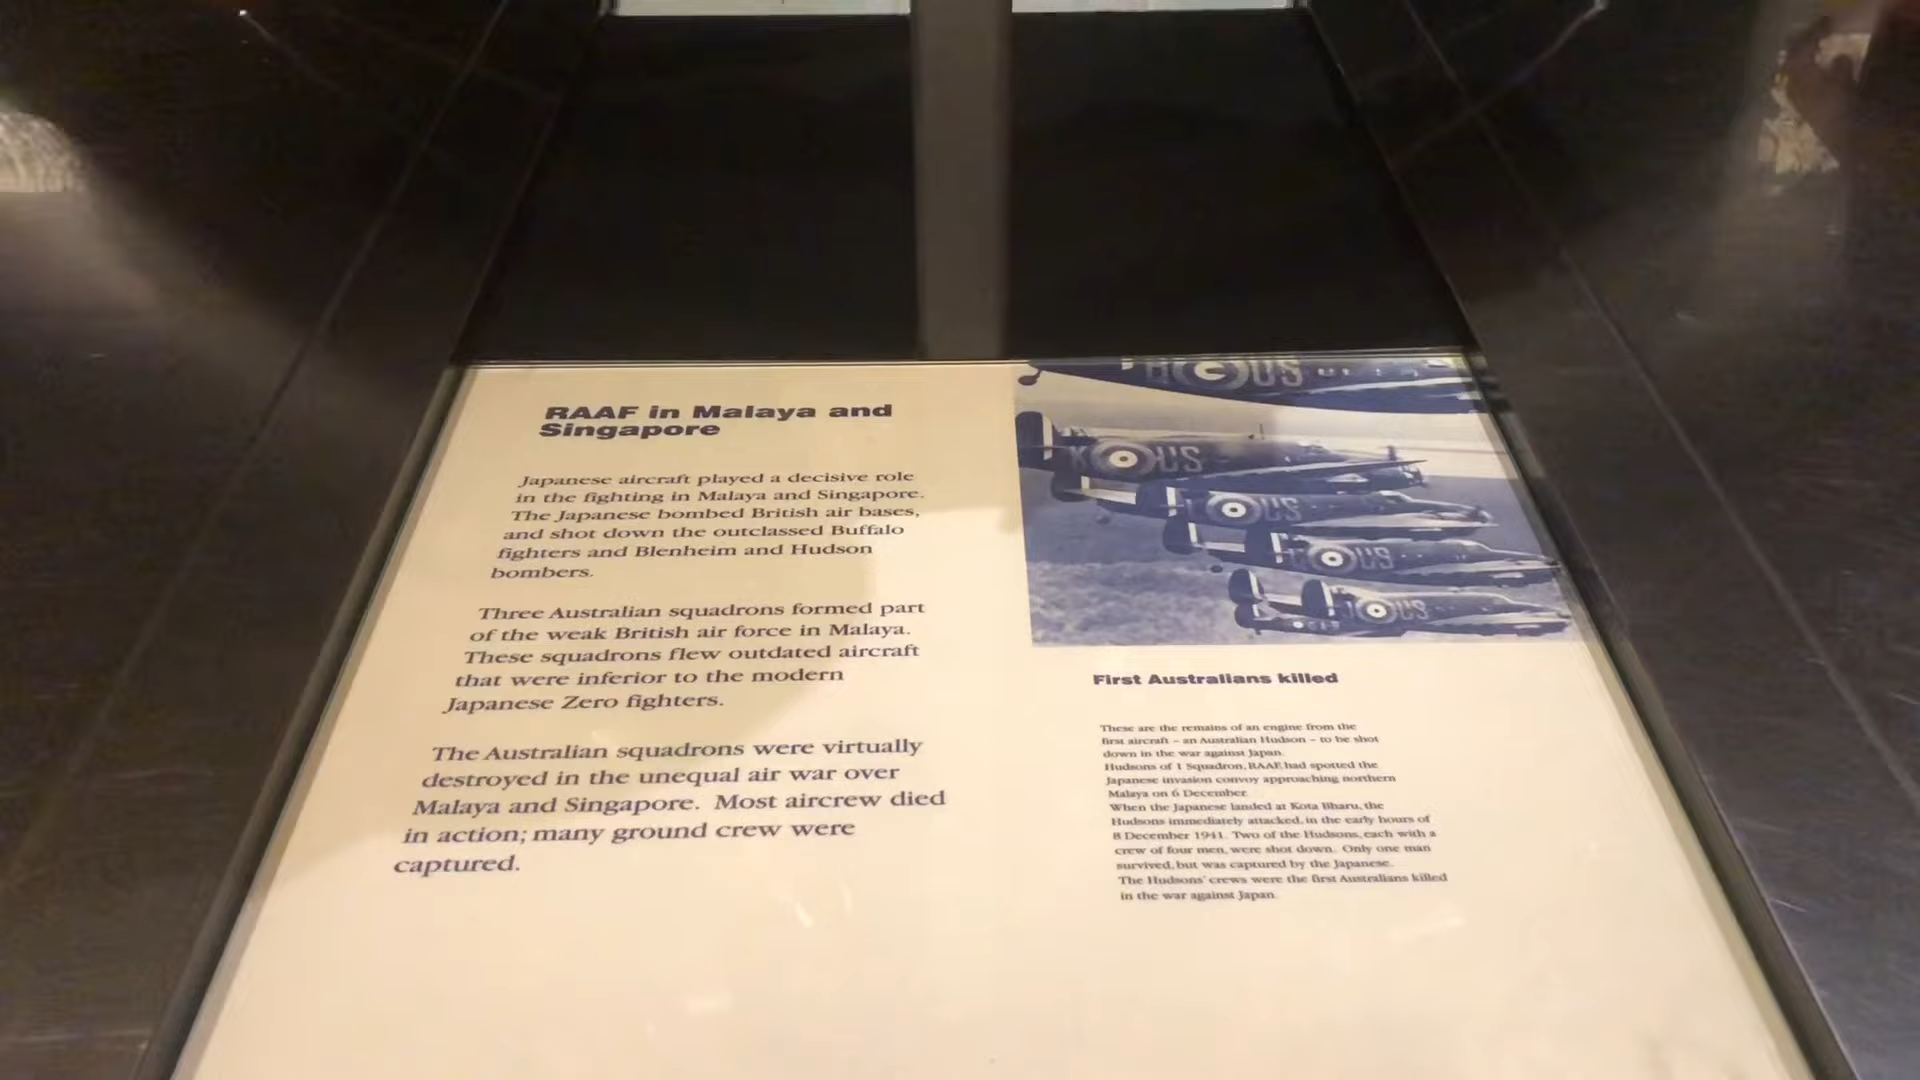 RAAF in Malaya and
Singapore
Japanese aircraft played a decisive role
in the fighting in Malaya and Singapore.
The Japanese bombed British air bases,
and shot down the outclassed Buffalo
fighters and Blenheim and Hudson
bombers.
Three Australian squadrons formed part
of the weak British air force in Malaya.
These squadrons flew outdated aircraft
that were inferior to the modern
Japanese Zero fighters.
The Australian squadrons were virtually
destroyed in the unequal air war over
Malaya and Singapore. Most aircrew died
in action; many ground crew were
captured.
US
K US
US
US
US
First Australians killed
These are the remains of an engine from the
first aircraft – an Australian Hudson – to be shot
down in the war against Japan.
Hudsons of 1 Squadron, RAAF, had spotted the
Japanese invasion convoy approaching northern
Malaya on 6 December.
When the Japanese landed at Kota Bharu, the
Hudsons immediately attacked, in the early hours of
8 December 1941. Two of the Hudsons, each with a
crew of four men, were shot down. Only one man
survived, but was captured by the Japanese.
The Hudsons' crews were the first Australians killed
in the war against Japan.